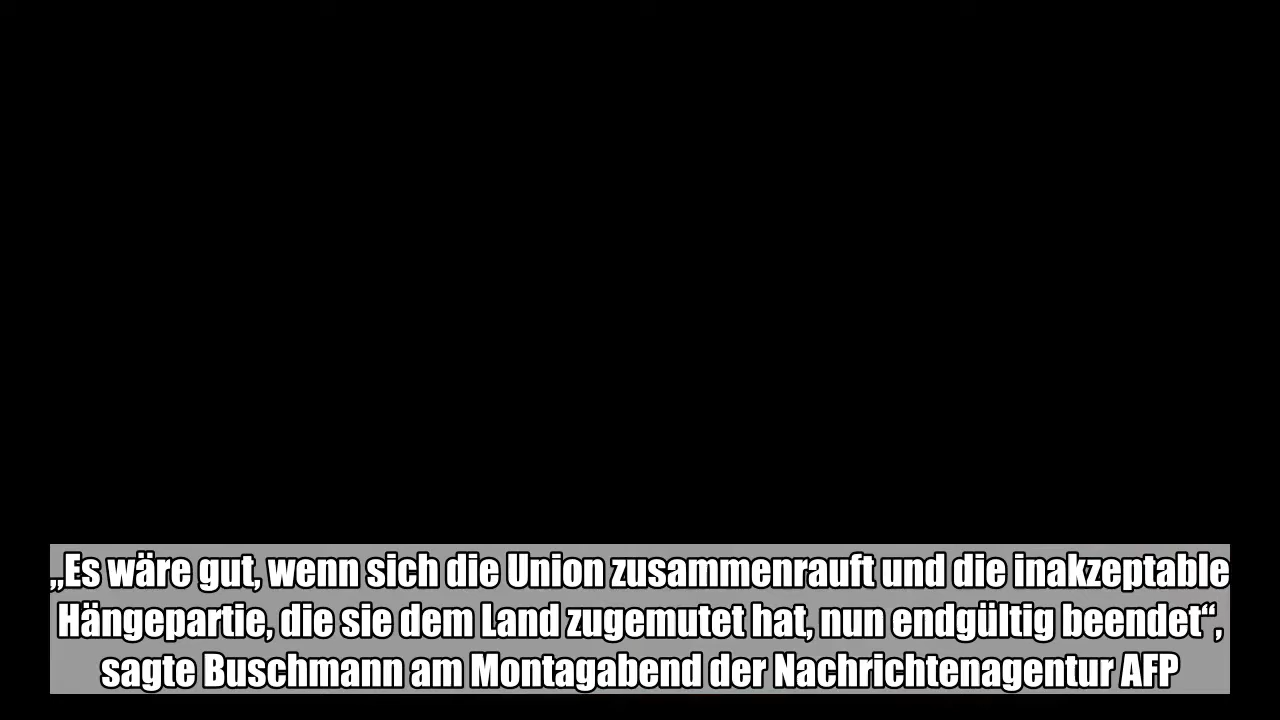 „Es wäre gut, wenn sich die Union zusammenrauft und die inakzeptable
Hängepartie, die sie dem Land zugemutet hat, nun endgültig beendet“,
sagte Buschmann am Montagabend der Nachrichtenagentur AFP